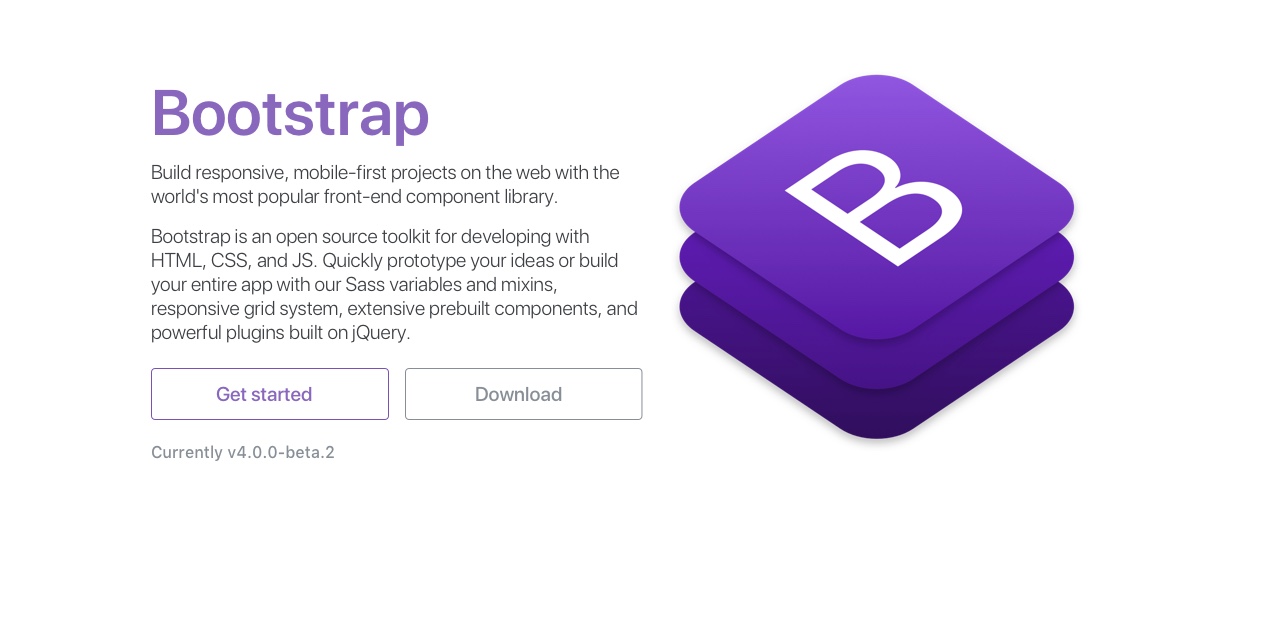 Bootstrap
Build responsive, mobile-first projects on the web with the
world's most popular front-end component library.
Bootstrap is an open source toolkit for developing with
HTML, CSS, and JS. Quickly prototype your ideas or build
your entire app with our Sass variables and mixins,
responsive grid system, extensive prebuilt components, and
powerful plugins built on jQuery.
Get started
Download
Currently v4.0.0-beta.2
B